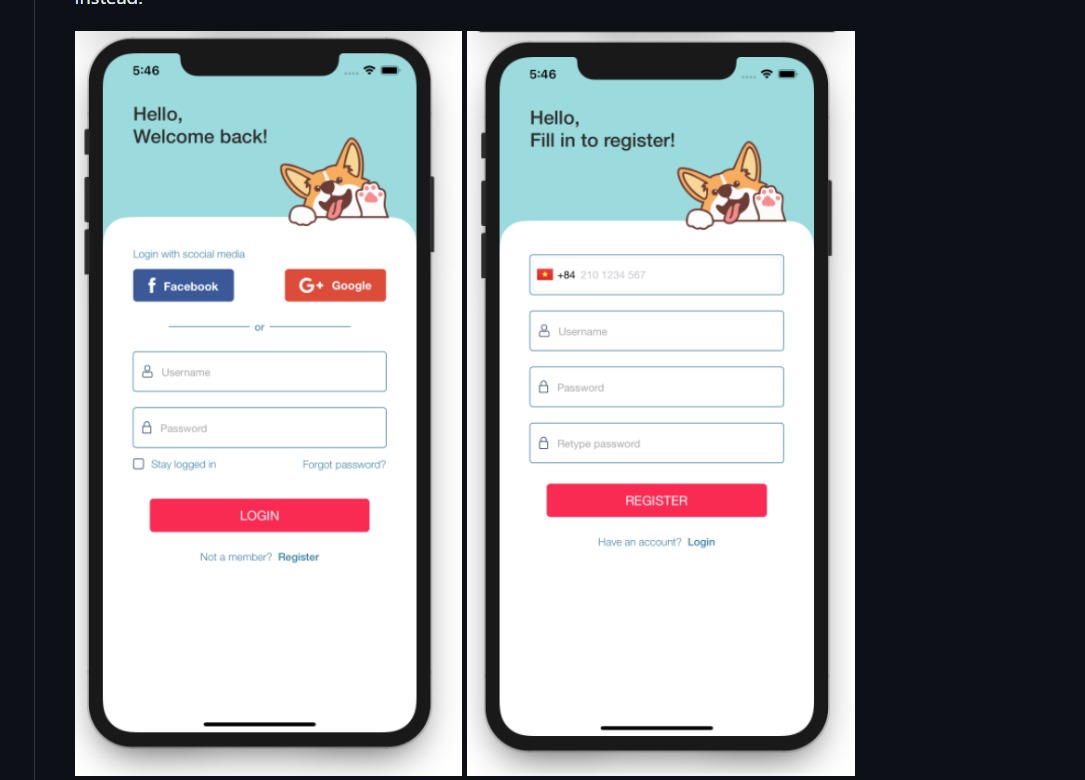 instead.
5:46
Hello,
Welcome back!
Login with scocial media
f Facebook
G+ Google
or
Username
Password
Stay logged in
Forgot password?
LOGIN
Not a member? Register
5:46
Hello,
Fill in to register!
+84 210 1234 567
Username
Password
Retype password
REGISTER
Have an account? Login